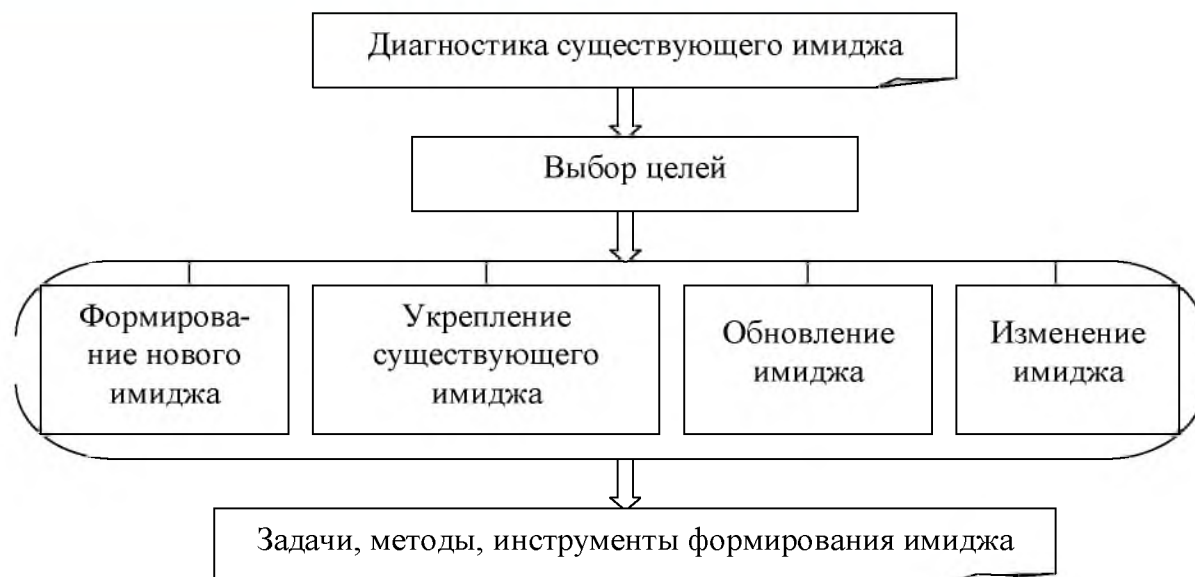 Диагностика существующего имиджа
Выбор целей
Формирова-
ние нового
имиджа
Укрепление
существующего
имиджа
Обновление
имиджа
Изменение
имиджа
Задачи, методы, инструменты формирования имиджа